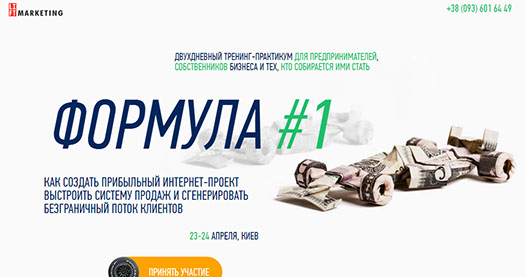 MARKETING
+38 (093) 601 64 49
ДВУХДНЕВНЫЙ ТРЕНИНГ-ПРАКТИКУМ ДЛЯ ПРЕДПРИНИМАТЕЛЕЙ,
СОБСТВЕННИКОВ БИЗНЕСА И ТЕХ, КТО СОБИРАЕТСЯ ИМИ СТАТЬ
ФОРМУЛА #1
КАК СОЗДАТЬ ПРИБЫЛЬНЫЙ ИНТЕРНЕТ-ПРОЕКТ
ВЫСТРОИТЬ СИСТЕМУ ПРОДАЖ И СГЕНЕРИРОВАТЬ
БЕЗГРАНИЧНЫЙ ПОТОК КЛИЕНТОВ
23-24 АПРЕЛЯ, КИЕВ
ПРИНЯТЬ УЧАСТИЕ